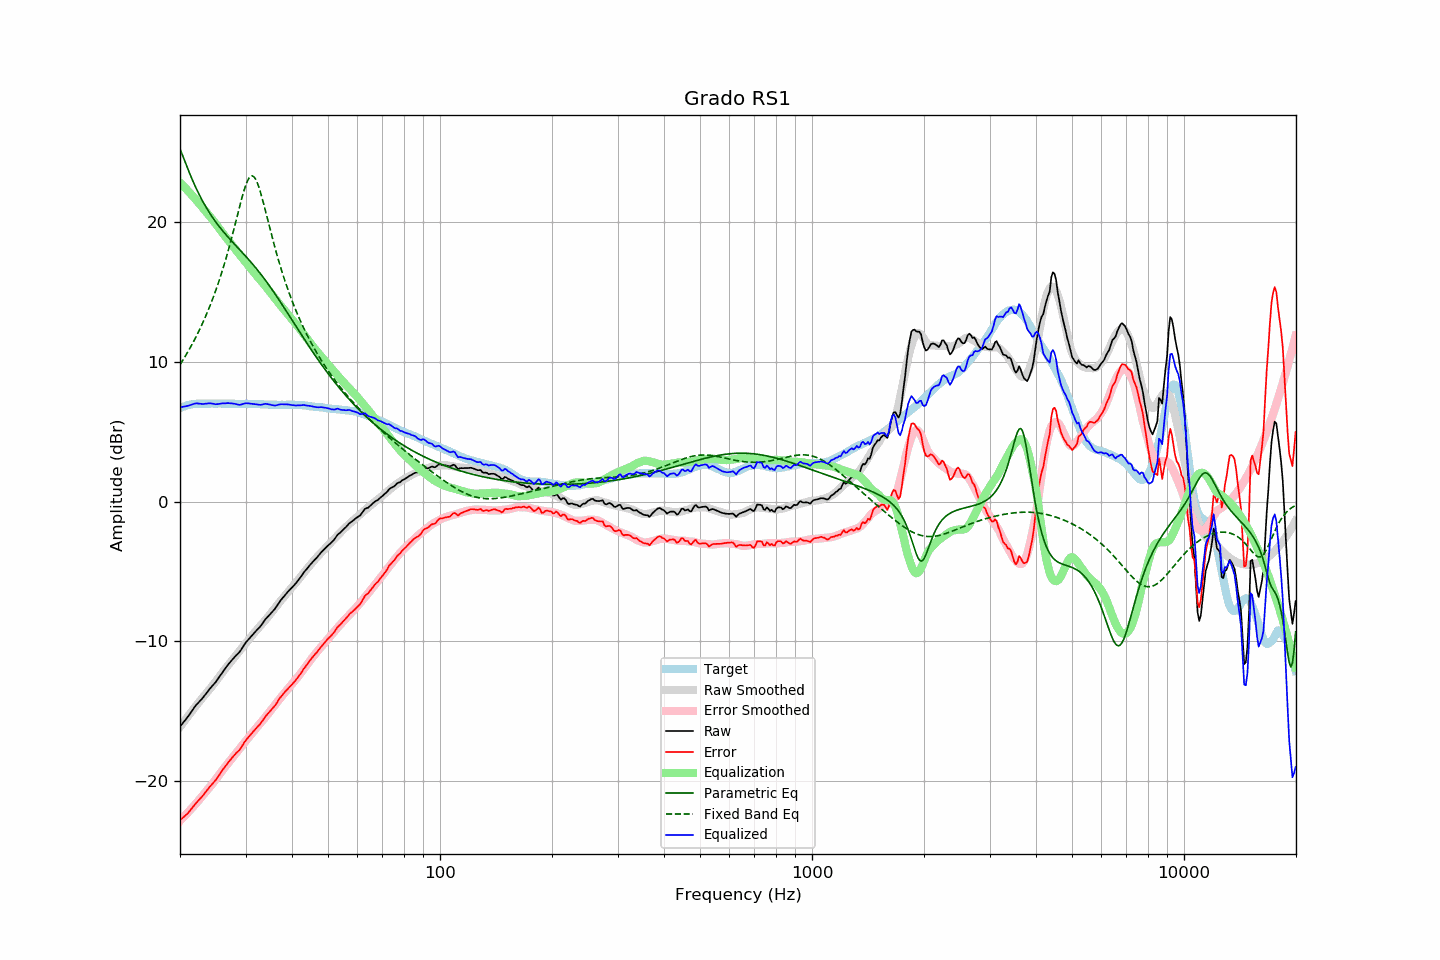 Grado RS1
Amplitude (dBr)
20
10
0
−10
−20
Target
Raw Smoothed
Error Smoothed
Raw
Error
Equalization
Parametric Eq
Fixed Band Eq
Equalized
100
1000
10000
Frequency (Hz)